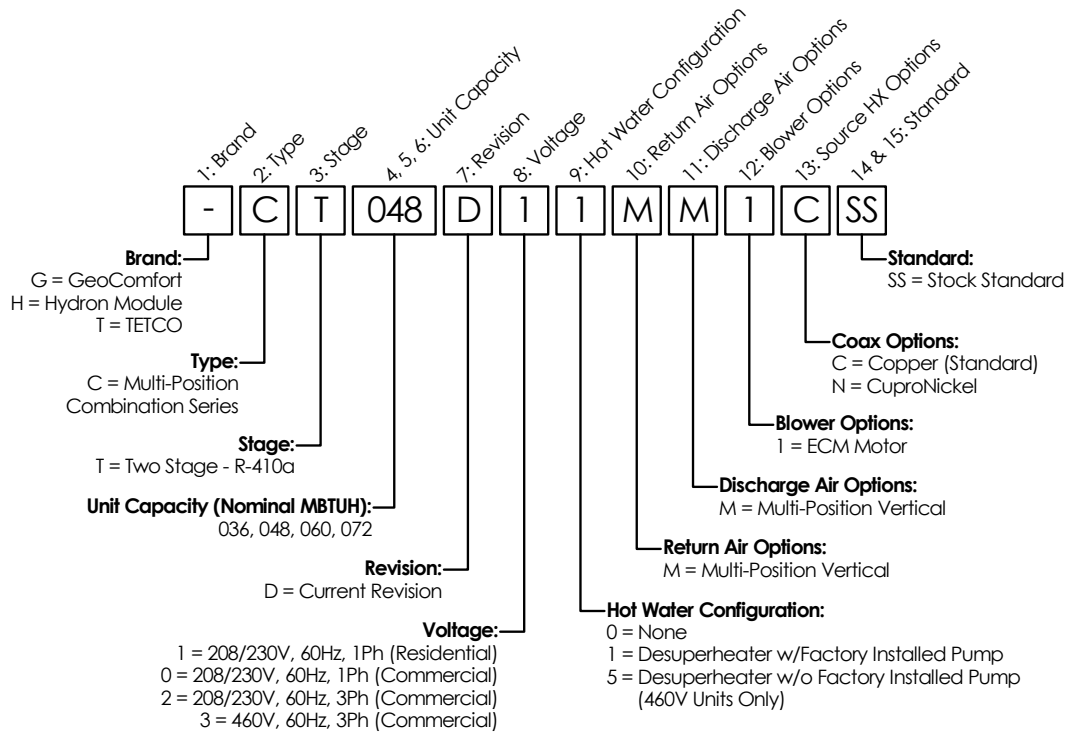 1: Brand
2: Type
3: Stage
4, 5, 6: Unit Capacity
7: Revision
8: Voltage
9: Hot Water Configuration
10: Return Air Options
11: Discharge Air Options
12: Blower Options
13: Source HX Options
14 & 15: Standard
- C T 048 D 1 1 M M 1 C SS
Brand:
G = GeoComfort
H = Hydron Module
T = TETCO
Type:
C = Multi-Position
Combination Series
Stage:
T = Two Stage - R-410a
Unit Capacity (Nominal MBTUH):
036, 048, 060, 072
Revision:
D = Current Revision
Voltage:
1 = 208/230V, 60Hz, 1Ph (Residential)
0 = 208/230V, 60Hz, 1Ph (Commercial)
2 = 208/230V, 60Hz, 3Ph (Commercial)
3 = 460V, 60Hz, 3Ph (Commercial)
Standard:
SS = Stock Standard
Coax Options:
C = Copper (Standard)
N = CuproNickel
Blower Options:
1 = ECM Motor
Discharge Air Options:
M = Multi-Position Vertical
Return Air Options:
M = Multi-Position Vertical
Hot Water Configuration:
0 = None
1 = Desuperheater w/Factory Installed Pump
5 = Desuperheater w/o Factory Installed Pump
(460V Units Only)